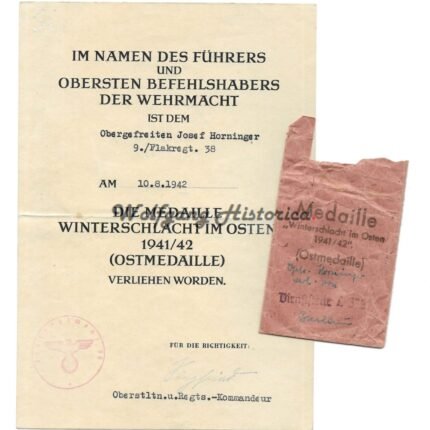 IM NAMEN DES FÜHRERS
UND
OBERSTEN BEFEHLSHABERS
DER WEHRMACHT
IST DEM
Obergefreiten Josef Horninger
9./Flakregt. 38
AM 10.8.1942
DIE MEDAILLE
WINTERSCHLACHT IM OSTEN
1941/42
(OSTMEDAILLE)
VERLIEHEN WORDEN.
FÜR DIE RICHTIGKEIT:
Oberstltn.u.Regts.-Kommandeur
Wolfgang Historica
Medaille
"Winterschlacht im Osten
1941/42"
(Ostmedaille)